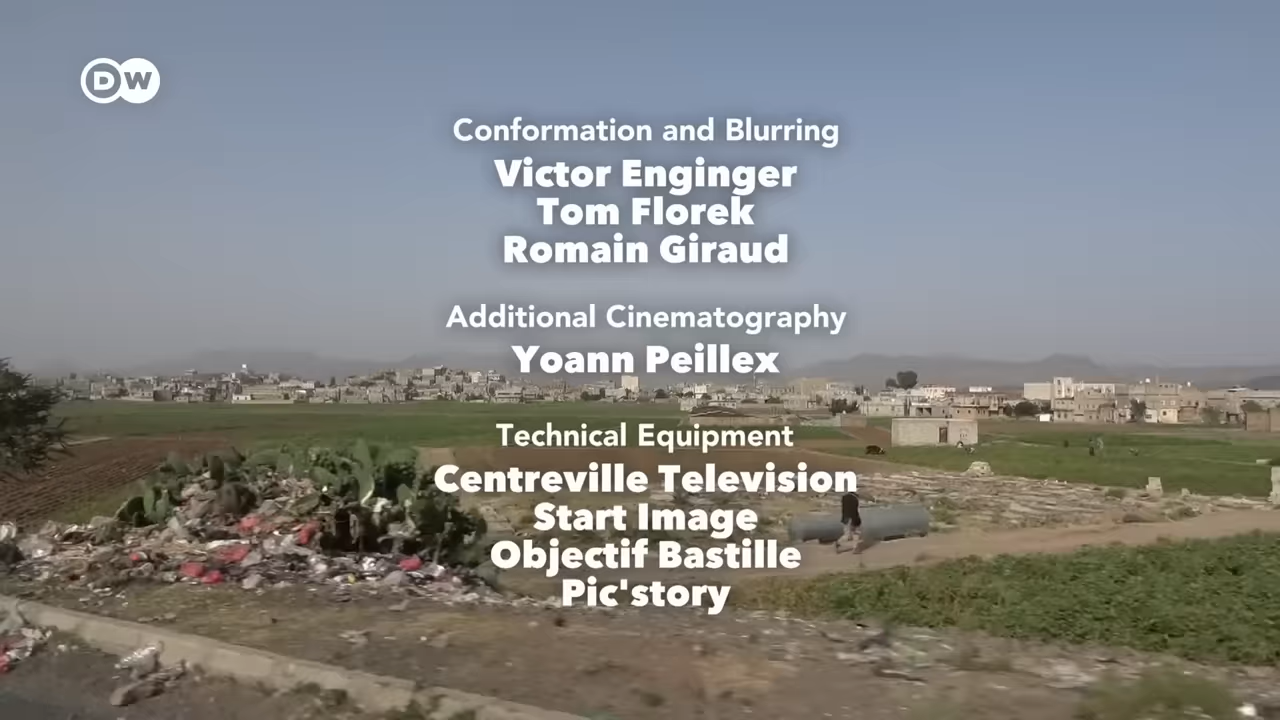 DW
Conformation and Blurring
Victor Enginger
Tom Florek
Romain Giraud
Additional Cinematography
Yoann Peillex
Technical Equipment
Centreville Television
Start Image
Objectif Bastille
Pic'story